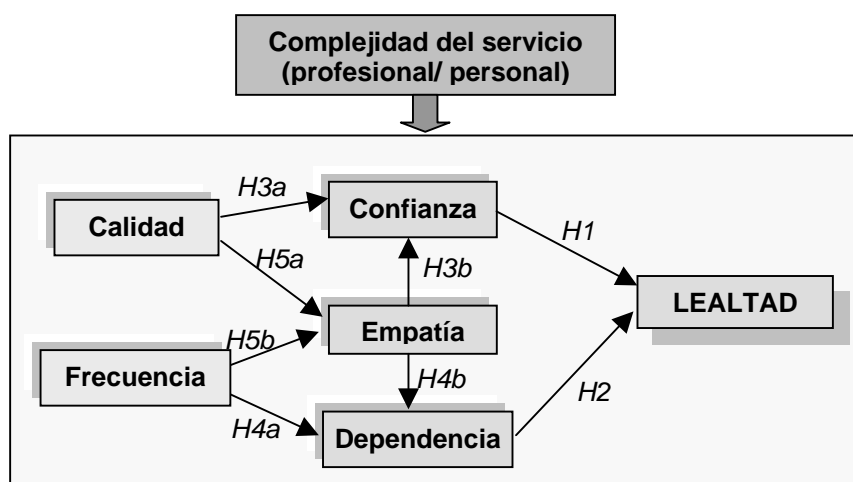 Complejidad del servicio
(profesional/ personal)
H3a
Confianza
Calidad
H1
H5a
H3b
LEALTAD
Empatía
H5b
Frecuencia
H4b
H2
H4a
Dependencia